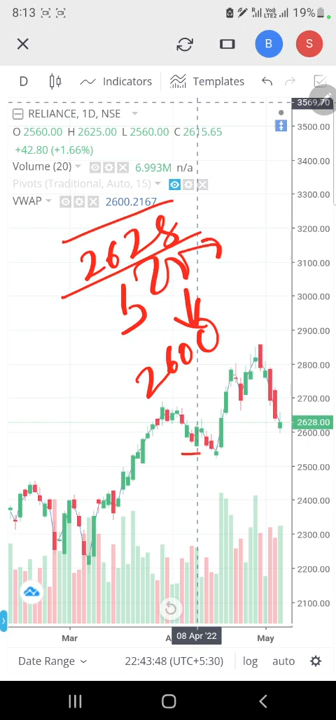 8:13 19%
B S
D Indicators Templates
RELIANCE, 1D, NSE
O 2560.00 H 2625.00 L 2560.00 C 2615.65
+42.80 (+1.66%)
Volume (20) 6.993M n/a
Pivots (Traditional, Auto, 15)
VWAP 2600.2167
2628
2600
3569.70
3500.00
3400.00
3300.00
3200.00
3100.00
3000.00
2900.00
2800.00
2700.00
2628.00
2600.00
2500.00
2400.00
2300.00
2200.00
2100.00
Mar 08 Apr '22 May
Date Range 22:43:48 (UTC+5:30) log auto